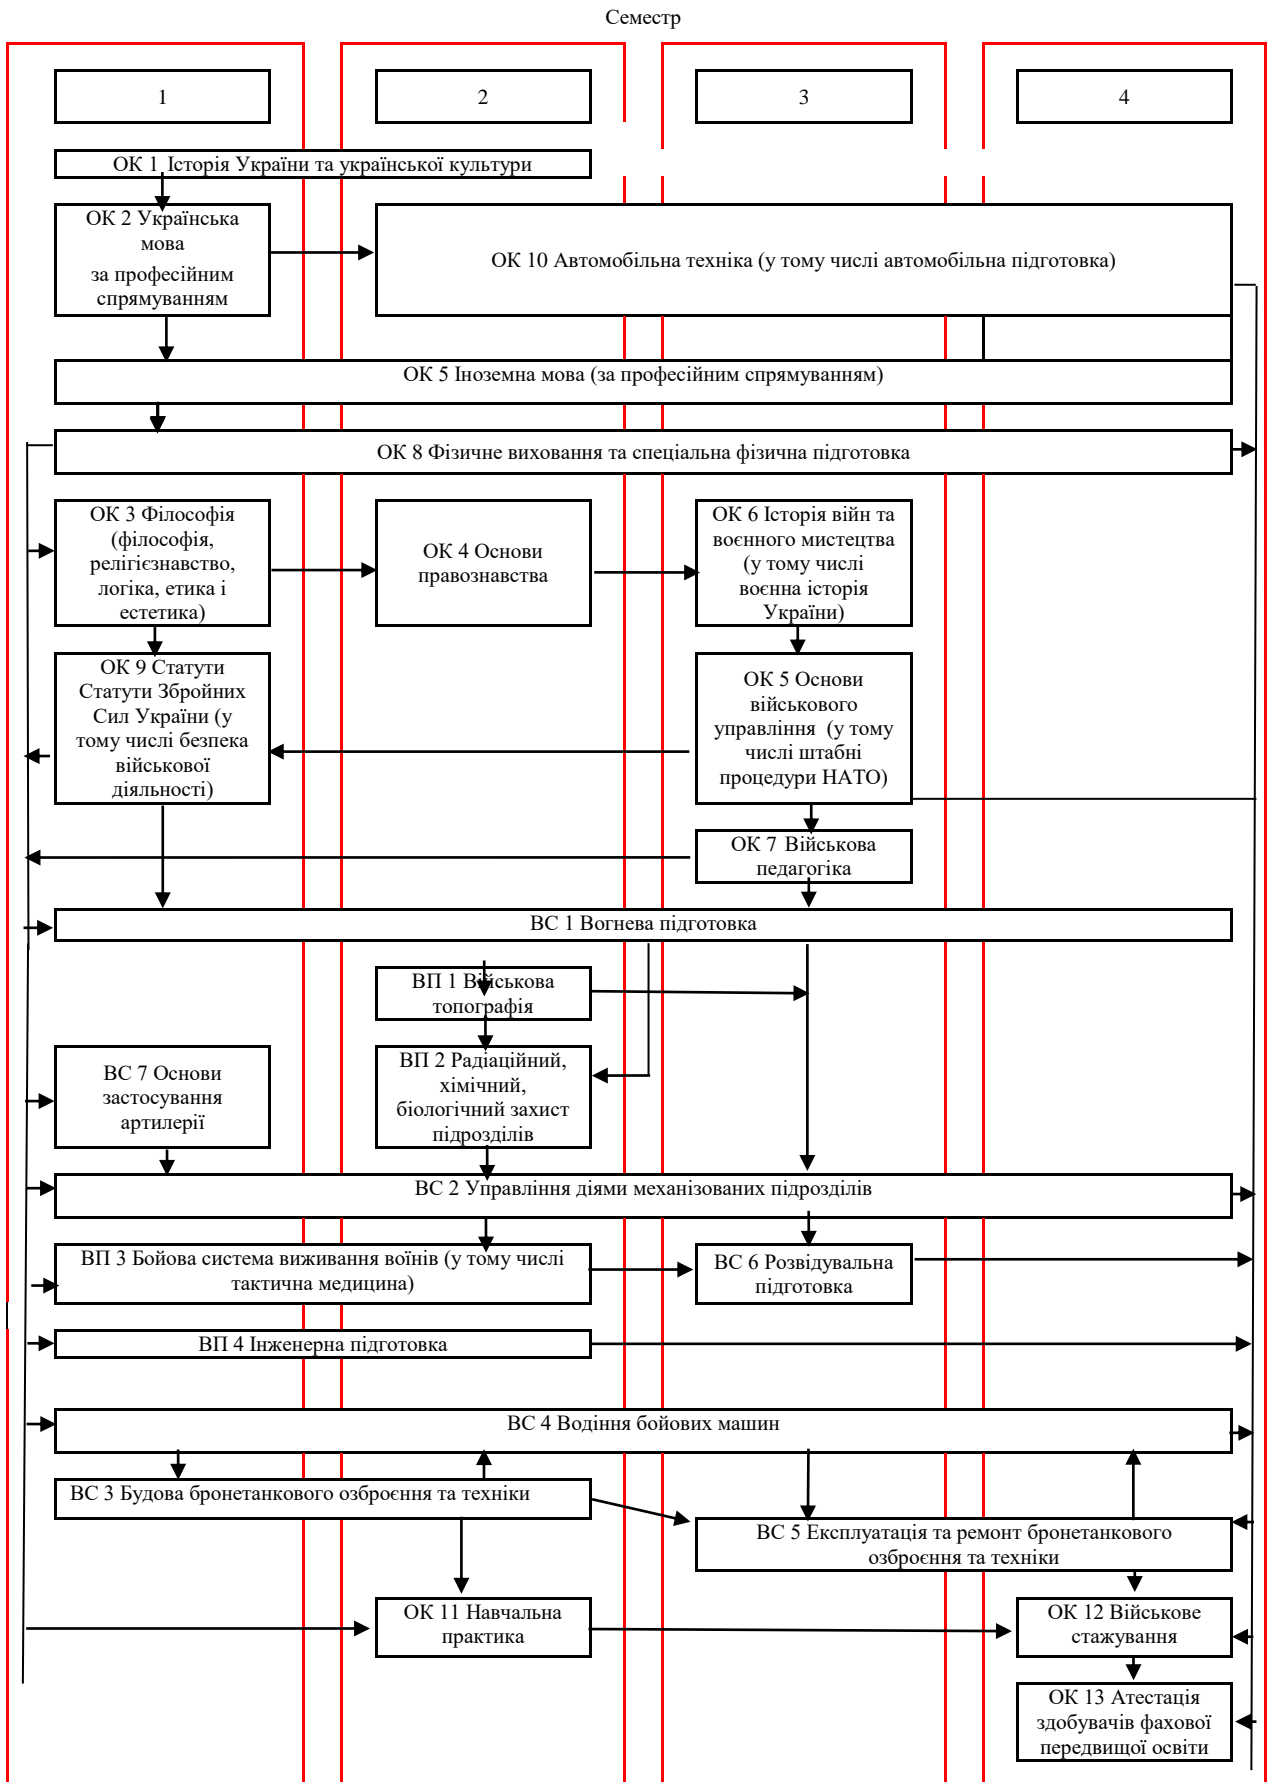 Семестр
1
2
3
4
ОК 1 Історія України та української культури
ОК 2 Українська
мова
за професійним
спрямуванням
ОК 10 Автомобільна техніка (у тому числі автомобільна підготовка)
ОК 5 Іноземна мова (за професійним спрямуванням)
ОК 8 Фізичне виховання та спеціальна фізична підготовка
ОК 3 Філософія
(філософія,
релігієзнавство,
логіка, етика і
естетика)
ОК 4 Основи
правознавства
ОК 6 Історія війн та
воєнного мистецтва
(у тому числі
воєнна історія
України)
ОК 9 Статути
Статути Збройних
Сил України (у
тому числі безпека
військової
діяльності)
ОК 5 Основи
військового
управління (у тому
числі штабні
процедури НАТО)
ОК 7 Військова
педагогіка
ВС 1 Вогнева підготовка
ВП 1 Військова
топографія
ВС 7 Основи
застосування
артилерії
ВП 2 Радіаційний,
хімічний,
біологічний захист
підрозділів
ВС 2 Управління діями механізованих підрозділів
ВП 3 Бойова система виживання воїнів (у тому числі
тактична медицина)
ВС 6 Розвідувальна
підготовка
ВП 4 Інженерна підготовка
ВС 4 Водіння бойових машин
ВС 3 Будова бронетанкового озброєння та техніки
ВС 5 Експлуатація та ремонт бронетанкового
озброєння та техніки
ОК 11 Навчальна
практика
ОК 12 Військове
стажування
ОК 13 Атестація
здобувачів фахової
передвищої освіти